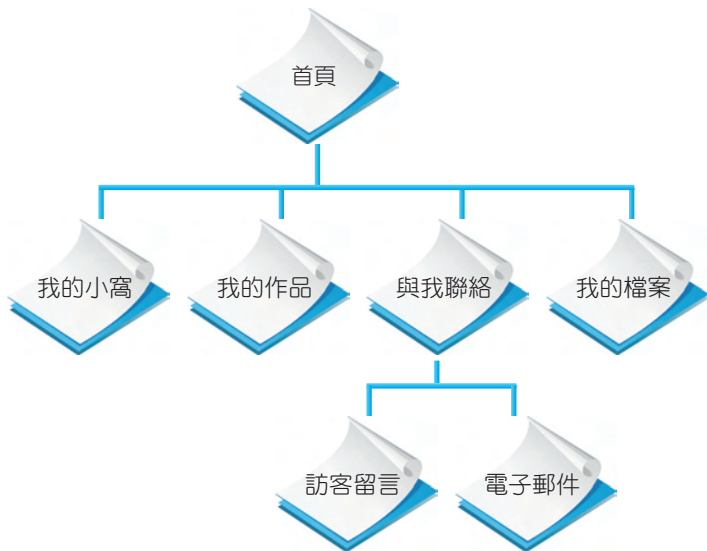 首頁
我的小窩
我的作品
與我聯絡
我的檔案
訪客留言
電子郵件